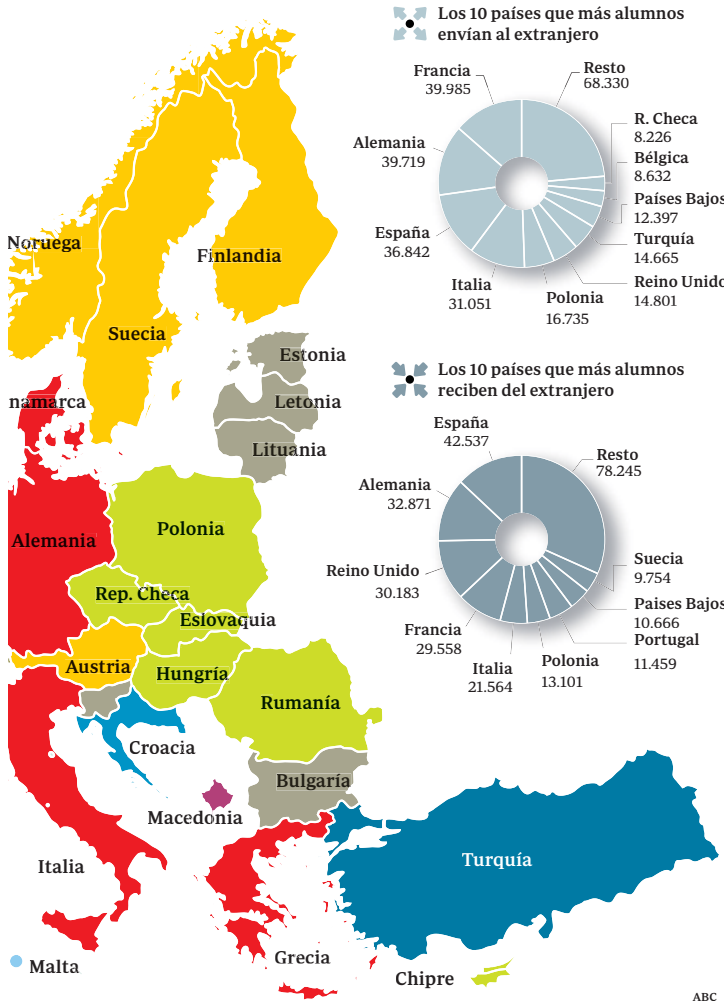 Los 10 países que más alumnos
envían al extranjero
Francia
39.985
Resto
68.330
R. Checa
8.226
Bélgica
8.632
Países Bajos
12.397
Turquía
14.665
Reino Unido
14.801
Polonia
16.735
Italia
31.051
España
36.842
Alemania
39.719
Los 10 países que más alumnos
reciben del extranjero
España
42.537
Resto
78.245
Suecia
9.754
Paises Bajos
10.666
Portugal
11.459
Polonia
13.101
Italia
21.564
Francia
29.558
Reino Unido
30.183
Alemania
32.871
Noruega
Finlandia
Suecia
Estonia
namarca
Letonia
Lituania
Alemania
Polonia
Rep. Checa
Eslovaquia
Austria
Hungría
Rumanía
Croacia
Bulgaría
Macedonia
Italia
Turquía
Grecia
Malta
Chipre
ABC